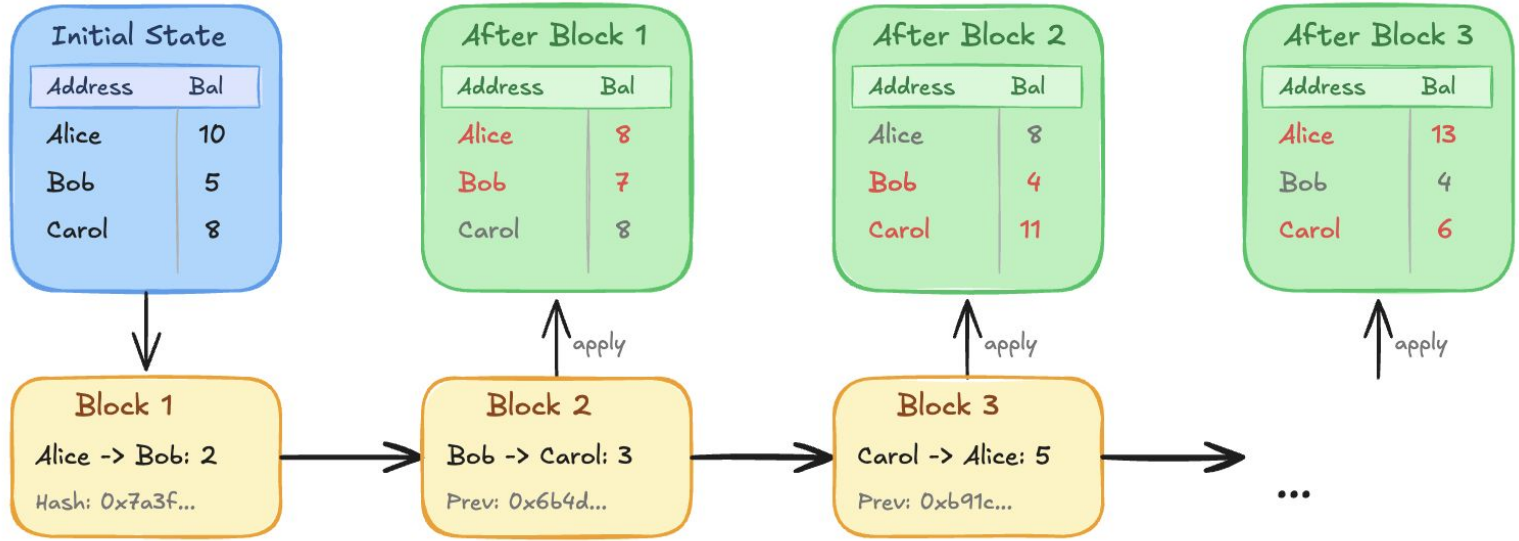 Initial State
Address Bal
Alice 10
Bob 5
Carol 8
After Block 1
Address Bal
Alice 8
Bob 7
Carol 8
After Block 2
Address Bal
Alice 8
Bob 4
Carol 11
After Block 3
Address Bal
Alice 13
Bob 4
Carol 6
apply
apply
apply
Block 1
Alice -> Bob: 2
Hash: 0x7a3f...
Block 2
Bob -> Carol: 3
Prev: 0x6b4d...
Block 3
Carol -> Alice: 5
Prev: 0xb91c...
...